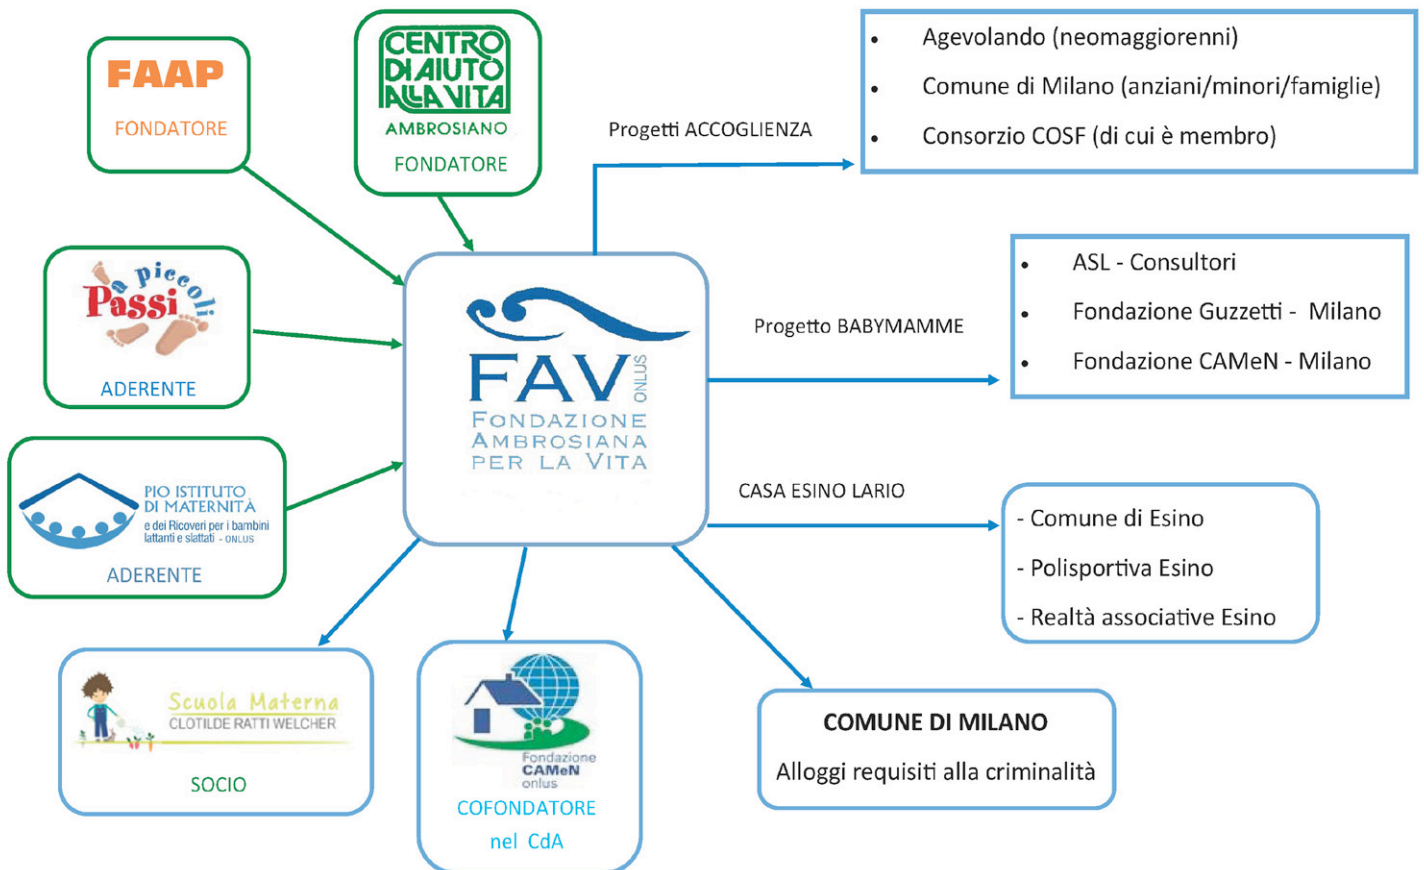 FAAP
FONDATORE
CENTRO
DI AIUTO
ALLA VITA
AMBROSIANO
FONDATORE
Progetti ACCOGLIENZA
• Agevolando (neomaggiorenni)
• Comune di Milano (anziani/minori/famiglie)
• Consorzio COSF (di cui è membro)
a piccoli
Passi
ADERENTE
FAV ONLUS
FONDAZIONE
AMBROSIANA
PER LA VITA
Progetto BABYMAMME
• ASL - Consultori
• Fondazione Guzzetti - Milano
• Fondazione CAMeN - Milano
PIO ISTITUTO
DI MATERNITÀ
e dei Ricoveri per i bambini
lattanti e slattati - ONLUS
ADERENTE
CASA ESINO LARIO
- Comune di Esino
- Polisportiva Esino
- Realtà associative Esino
Scuola Materna
CLOTILDE RATTI WELCHER
SOCIO
Fondazione
CAMeN
onlus
COFONDATORE
nel CdA
COMUNE DI MILANO
Alloggi requisiti alla criminalità